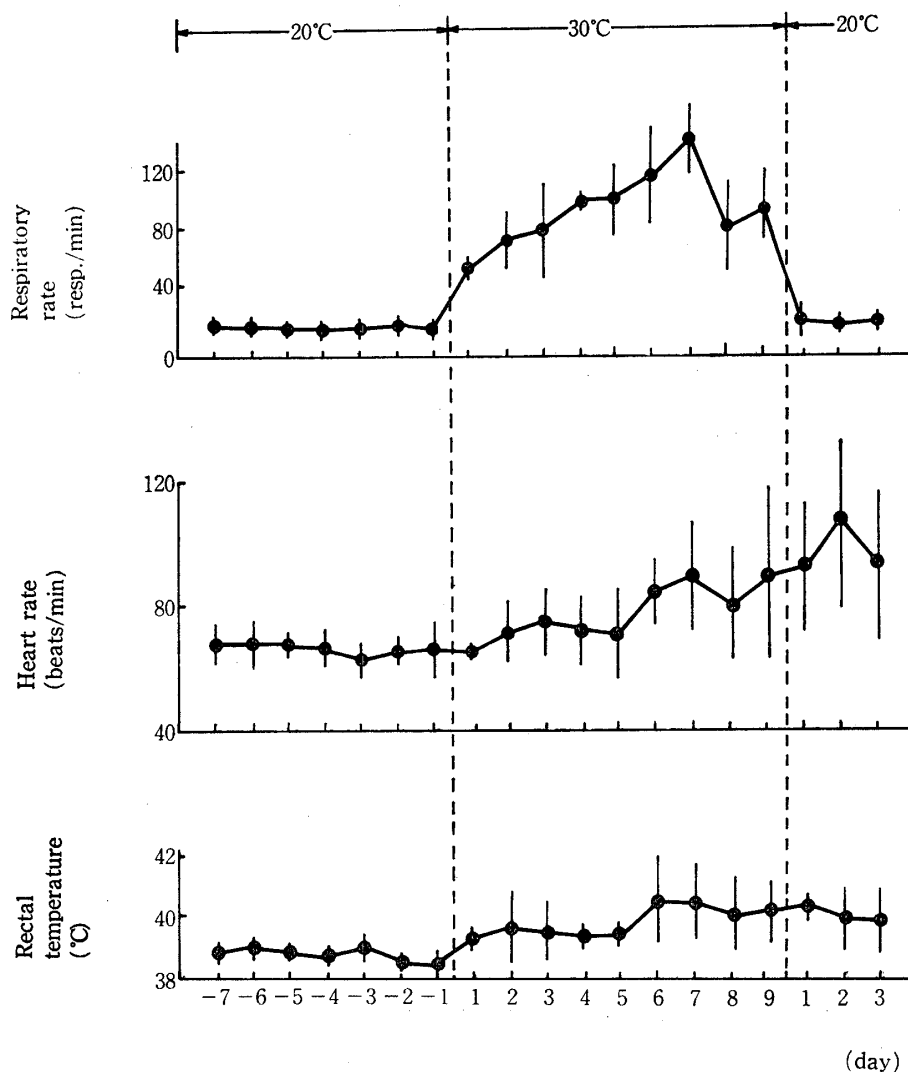 20℃ 30℃ 20℃
Respiratory
rate
(resp./min)
120
80
40
0
Heart rate
(beats/min)
120
80
40
Rectal
temperature
(℃)
42
40
38
−7 −6 −5 −4 −3 −2 −1 1 2 3 4 5 6 7 8 9 1 2 3
(day)